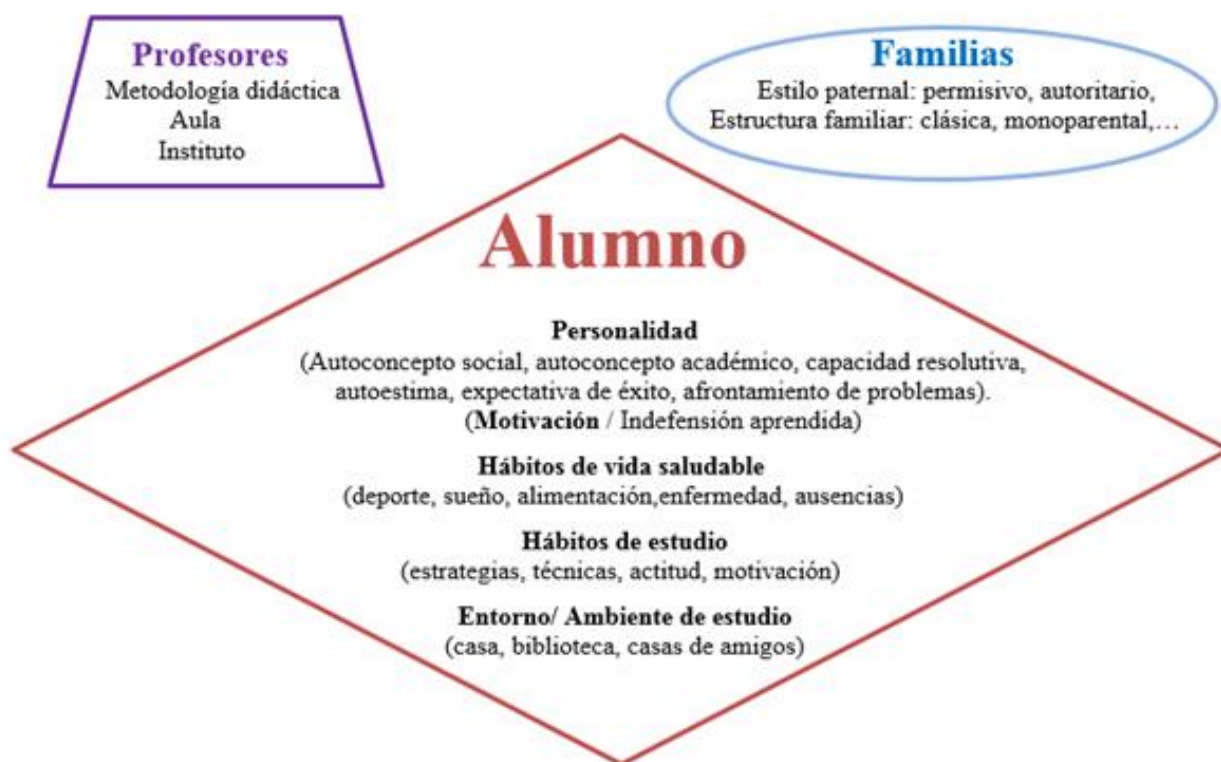 Profesores
Metodología didáctica
Aula
Instituto
Familias
Estilo paternal: permisivo, autoritario,
Estructura familiar: clásica, monoparental,…
Alumno
Personalidad
(Autoconcepto social, autoconcepto académico, capacidad resolutiva,
autoestima, expectativa de éxito, afrontamiento de problemas).
(Motivación / Indefensión aprendida)
Hábitos de vida saludable
(deporte, sueño, alimentación,enfermedad, ausencias)
Hábitos de estudio
(estrategias, técnicas, actitud, motivación)
Entorno/ Ambiente de estudio
(casa, biblioteca, casas de amigos)